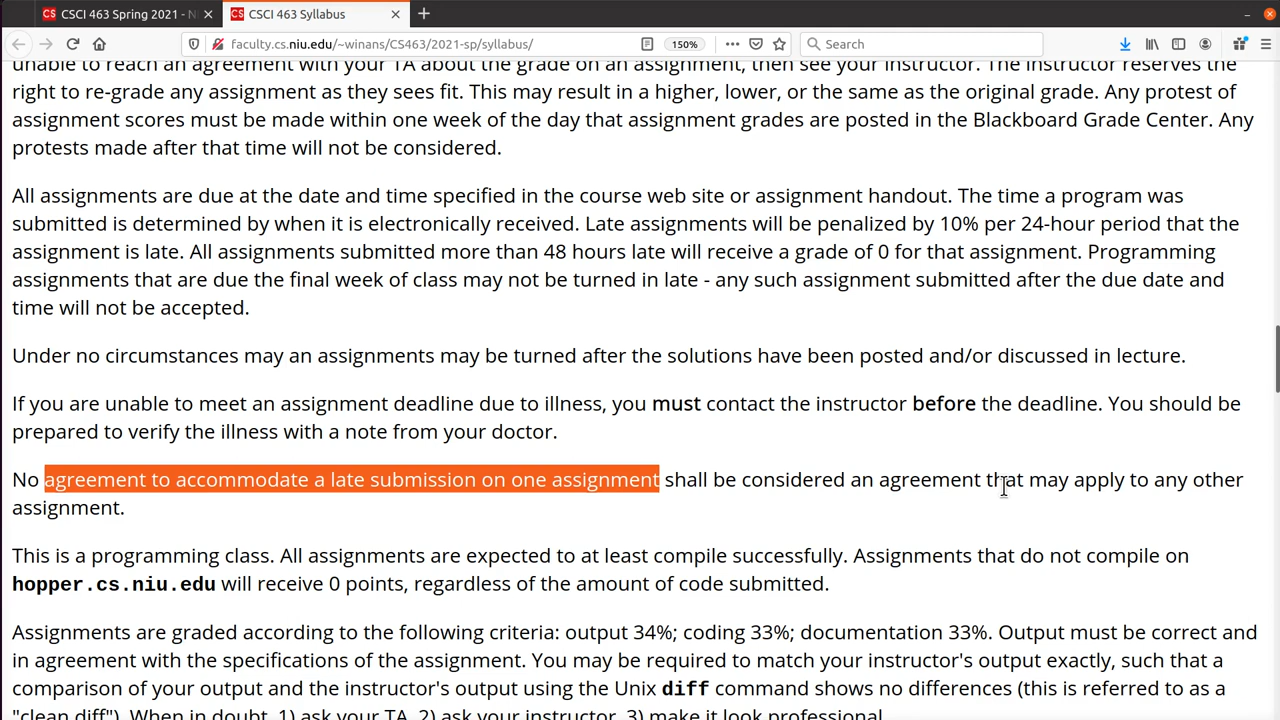 CSCI 463 Spring 2021 - N
CSCI 463 Syllabus
faculty.cs.niu.edu/~winans/CS463/2021-sp/syllabus/
150%
Search
unable to reach an agreement with your TA about the grade on an assignment, then see your instructor. The instructor reserves the
right to re-grade any assignment as they sees fit. This may result in a higher, lower, or the same as the original grade. Any protest of
assignment scores must be made within one week of the day that assignment grades are posted in the Blackboard Grade Center. Any
protests made after that time will not be considered.
All assignments are due at the date and time specified in the course web site or assignment handout. The time a program was
submitted is determined by when it is electronically received. Late assignments will be penalized by 10% per 24-hour period that the
assignment is late. All assignments submitted more than 48 hours late will receive a grade of 0 for that assignment. Programming
assignments that are due the final week of class may not be turned in late - any such assignment submitted after the due date and
time will not be accepted.
Under no circumstances may an assignments may be turned after the solutions have been posted and/or discussed in lecture.
If you are unable to meet an assignment deadline due to illness, you must contact the instructor before the deadline. You should be
prepared to verify the illness with a note from your doctor.
No agreement to accommodate a late submission on one assignment shall be considered an agreement that may apply to any other
assignment.
This is a programming class. All assignments are expected to at least compile successfully. Assignments that do not compile on
hopper.cs.niu.edu will receive 0 points, regardless of the amount of code submitted.
Assignments are graded according to the following criteria: output 34%; coding 33%; documentation 33%. Output must be correct and
in agreement with the specifications of the assignment. You may be required to match your instructor's output exactly, such that a
comparison of your output and the instructor's output using the Unix diff command shows no differences (this is referred to as a
"clean diff"). When in doubt, 1) ask your TA, 2) ask your instructor, 3) make it look professional.